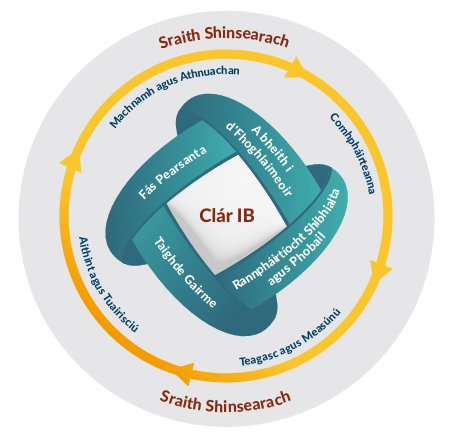 Sraith Shinsearach
Machnamh agus Athnuachan
Comhpháirteanna
Teagasc agus Measúnú
Aithint agus Tuairisciú
Fás Pearsanta
A bheith i
d'Fhoghlaimeoir
Clár IB
Rannpháirtíocht Shibhialta
agus Phobail
Taighde Gairme
Sraith Shinsearach